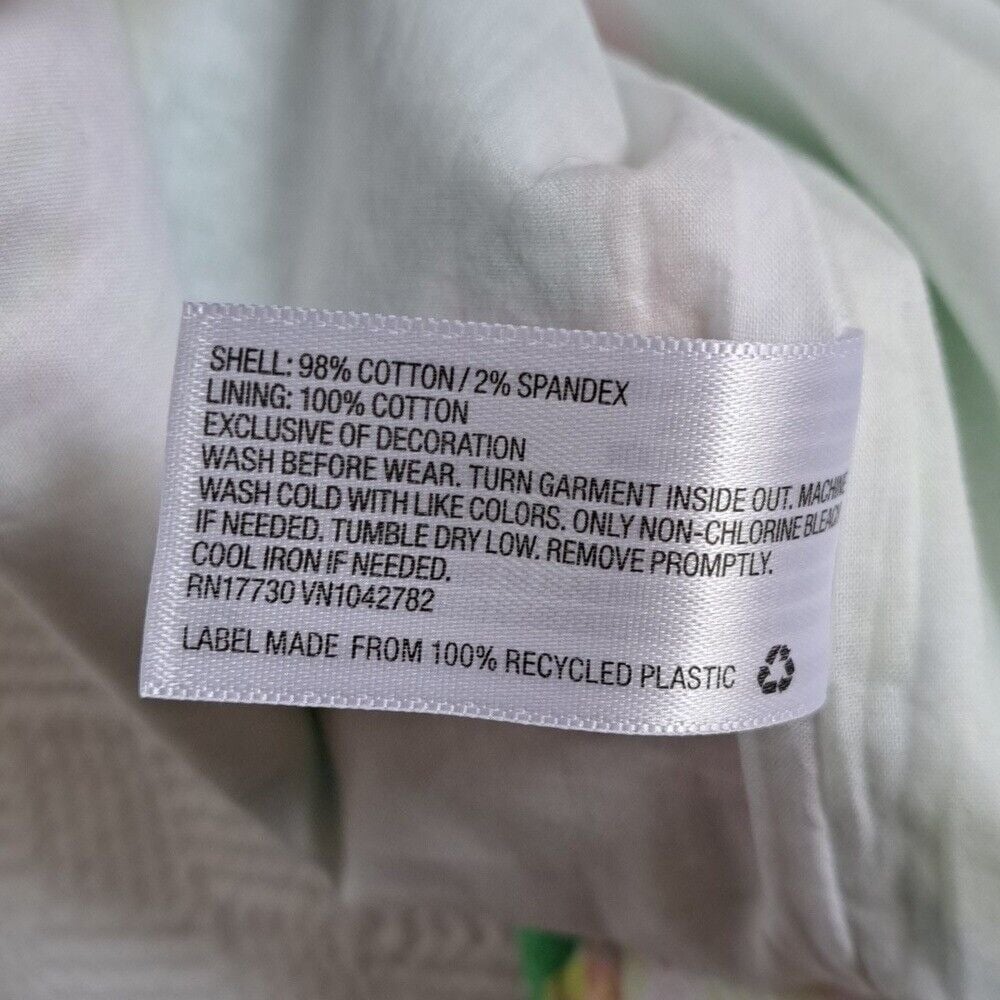 SHELL: 98% COTTON / 2% SPANDEX
LINING: 100% COTTON
EXCLUSIVE OF DECORATION
WASH BEFORE WEAR. TURN GARMENT INSIDE OUT. MACHINE
WASH COLD WITH LIKE COLORS. ONLY NON-CHLORINE BLEACH
IF NEEDED. TUMBLE DRY LOW. REMOVE PROMPTLY.
COOL IRON IF NEEDED.
RN17730 VN1042782
LABEL MADE FROM 100% RECYCLED PLASTIC